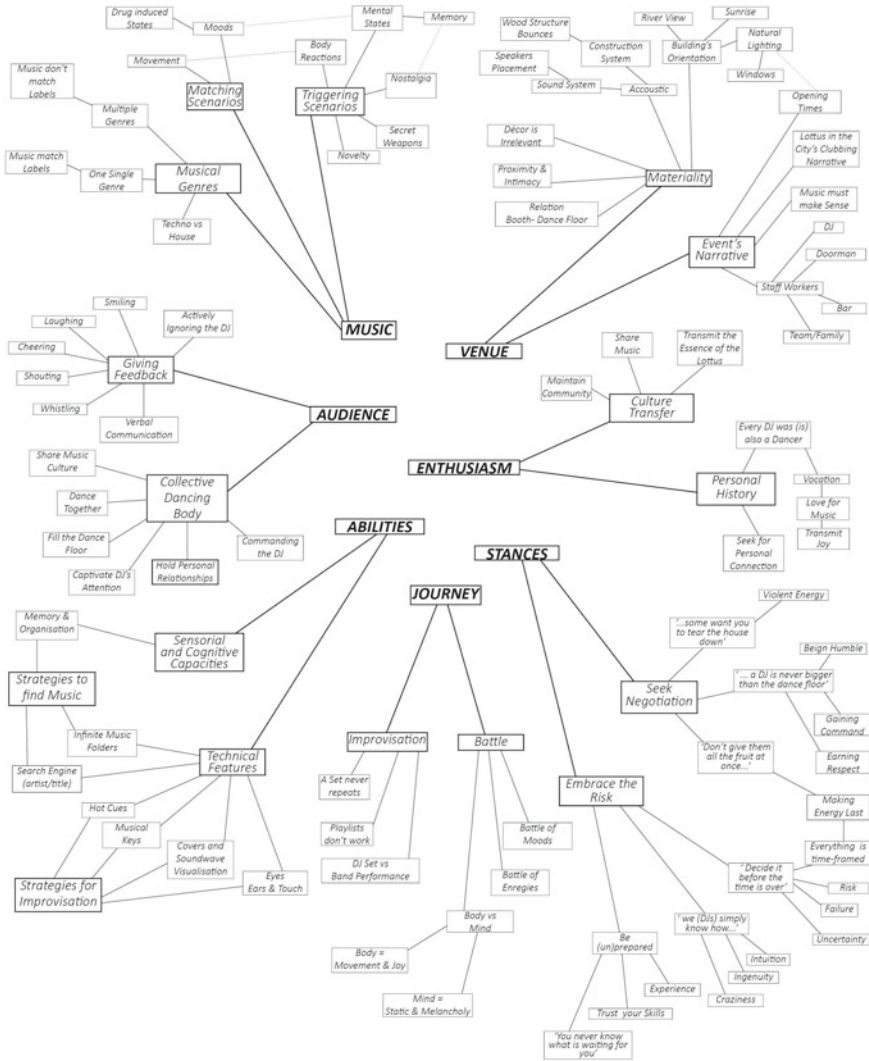 Drug induced
States
Moods
Mental
States
Memory
Movement
Body
Reactions
Matching
Scenarios
Triggering
Scenarios
Nostalgia
Secret
Weapons
Novelty
Music don't
match
Labels
Multiple
Genres
Music match
Labels
One Single
Genre
Musical
Genres
Techno vs
House
MUSIC
Wood Structure
Bounces
River View
Sunrise
Construction
System
Building's
Orientation
Natural
Lighting
Speakers
Placement
Sound System
Accoustic
Windows
Opening
Times
Décor is
Irrelevant
Proximity &
Intimacy
Relation
Booth- Dance Floor
Materiality
Lottus in the
City's Clubbing
Narrative
Music must
make Sense
Event's
Narrative
DJ
Doorman
Staff Workers
Bar
Team/Family
VENUE
Smiling
Laughing
Actively
Ignoring the DJ
Cheering
Giving
Feedback
Shouting
Whistling
Verbal
Communication
AUDIENCE
Share Music
Culture
Dance
Together
Collective
Dancing
Body
Fill the Dance
Floor
Captivate DJ's
Attention
Hold Personal
Relationships
Commanding
the DJ
Share
Music
Transmit the
Essence of the
Lottus
Maintain
Community
Culture
Transfer
ENTHUSIASM
Every DJ was (is)
also a Dancer
Personal
History
Vocation
Love for
Music
Transmit
Joy
Seek for
Personal
Connection
ABILITIES
Memory &
Organisation
Sensorial
and Cognitive
Capacities
Strategies to
find Music
Infinite Music
Folders
Search Engine
(artist/title)
Technical
Features
Hot Cues
Musical
Keys
Covers and
Soundwave
Visualisation
Eyes
Ears & Touch
Strategies for
Improvisation
JOURNEY
Improvisation
Battle
A Set never
repeats
Playlists
don't work
DJ Set vs
Band Performance
Battle of
Moods
Battle of
Enregies
Body vs
Mind
Body =
Movement & Joy
Mind =
Static & Melancholy
STANCES
Violent Energy
'...some want you
to tear the house
down'
Seek
Negotiation
'... a DJ is never bigger
than the dance floor'
Beign Humble
Gaining
Command
Earning
Respect
'Don't give them
all the fruit at
once...'
Making
Energy Last
Embrace the
Risk
Everything is
time-framed
' Decide it
before the
time is over'
Risk
Failure
Uncertainty
' we (DJs) simply
know how...'
Intuition
Ingenuity
Craziness
Be
(un)prepared
Experience
Trust your Skills
'You never know
what is waiting for
you'